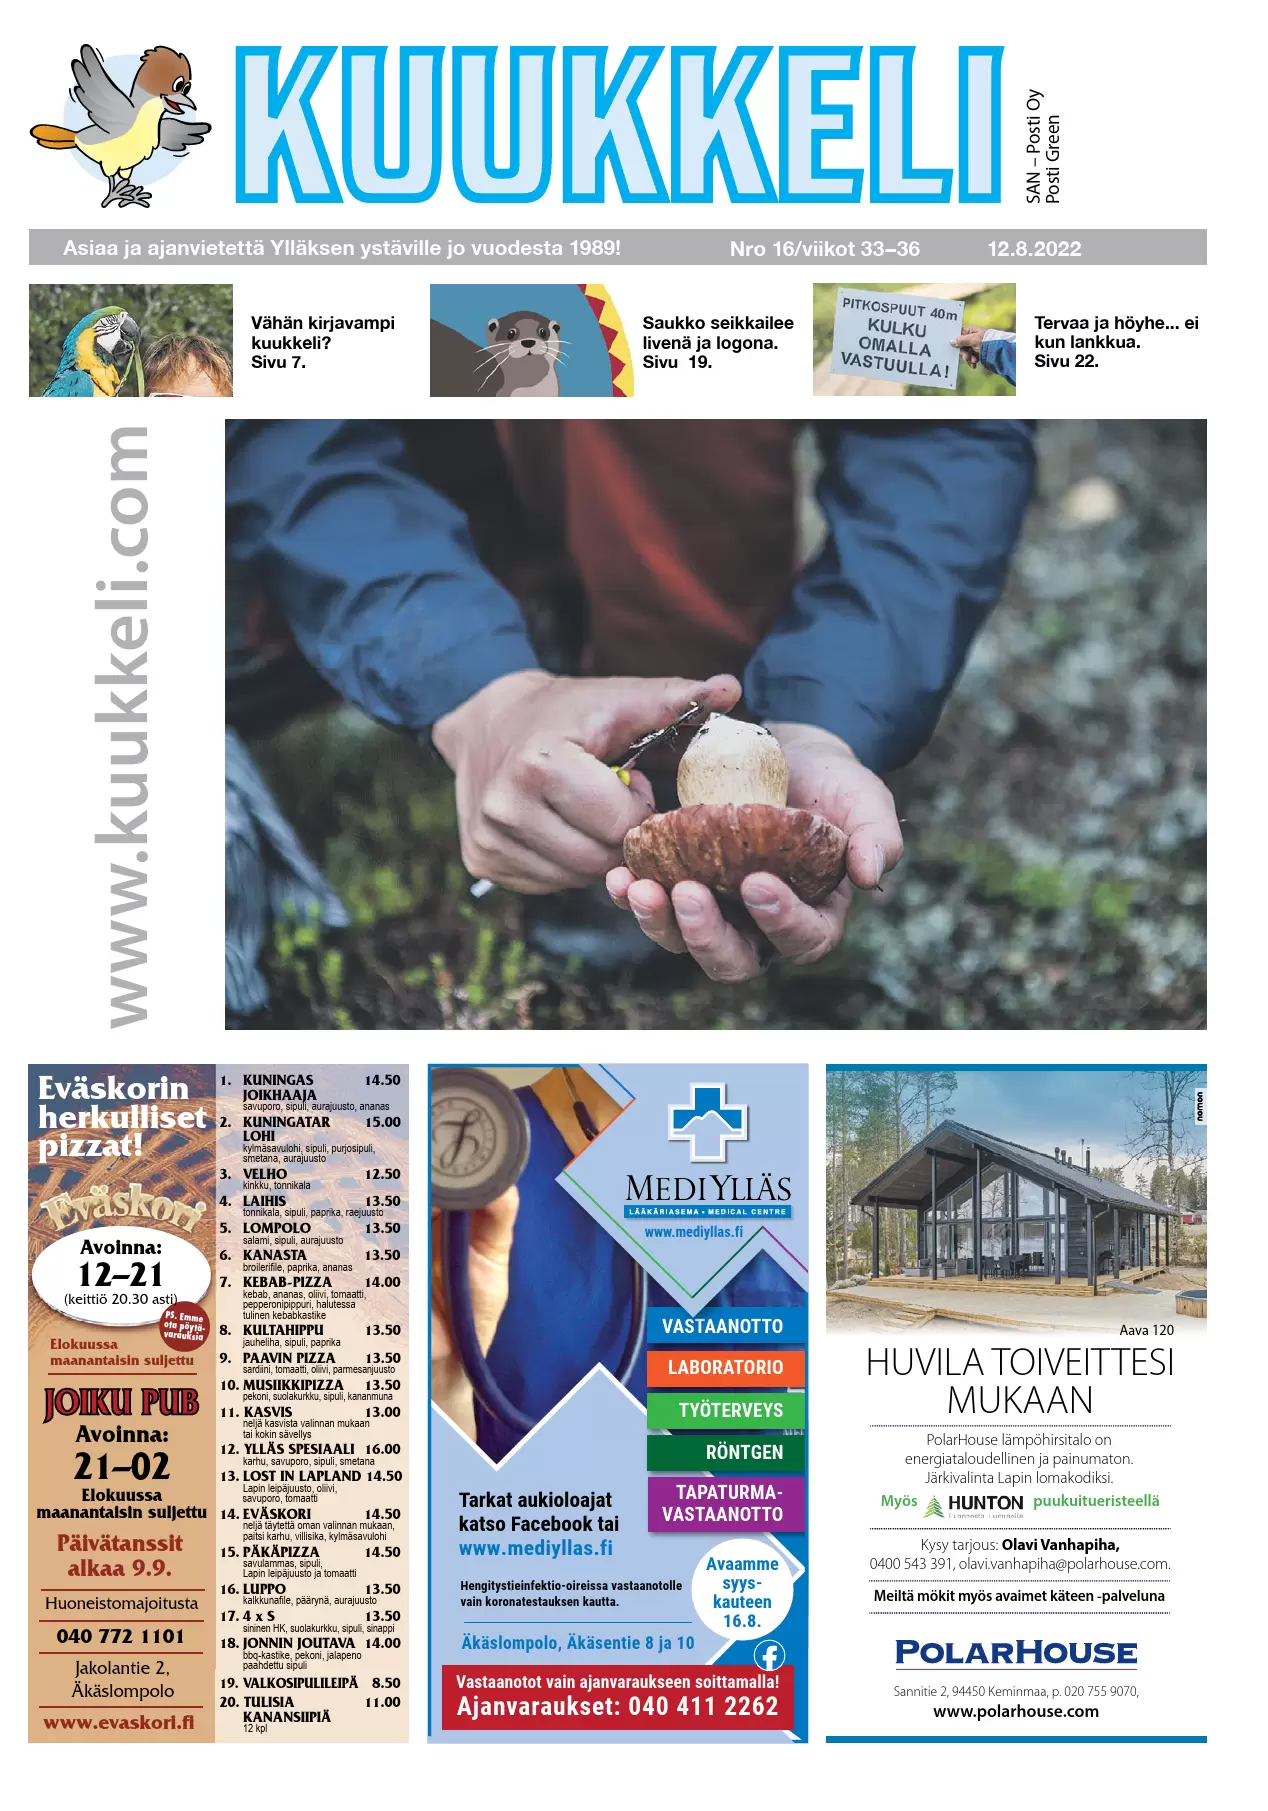 KUUKKELI
SAN – Posti Oy
Posti Green
Asiaa ja ajanvietettä Ylläksen ystäville jo vuodesta 1989!
Nro 16/viikot 33–36
12.8.2022
Vähän kirjavampi
kuukkeli?
Sivu 7.
Saukko seikkailee
livenä ja logona.
Sivu 19.
PITKOSPUUT 40m
KULKU
OMALLA
VASTUULLA!
Tervaa ja höyhe... ei
kun lankkua.
Sivu 22.
www.kuukkeli.com
Eväskorin
herkulliset
pizzat!
Eväskori
Avoinna:
12–21
(keittiö 20.30 asti)
PS. Emme
ota pöytä-
varauksia
Elokuussa
maanantaisin suljettu
JOIKU PUB
Avoinna:
21–02
Elokuussa
maanantaisin suljettu
Päivätanssit
alkaa 9.9.
Huoneistomajoitusta
040 772 1101
Jakolantie 2,
Äkäslompolo
www.evaskori.fi
1. KUNINGAS 14.50
JOIKHAAJA
savuporo, sipuli, aurajuusto, ananas
2. KUNINGATAR 15.00
LOHI
kylmäsavulohi, sipuli, purjosipuli,
smetana, aurajuusto
3. VELHO 12.50
kinkku, tonnikala
4. LAIHIS 13.50
tonnikala, sipuli, paprika, raejuusto
5. LOMPOLO 13.50
salami, sipuli, aurajuusto
6. KANASTA 13.50
broilerifile, paprika, ananas
7. KEBAB-PIZZA 14.00
kebab, ananas, oliivi, tomaatti,
pepperonipippuri, halutessa
tulinen kebabkastike
8. KULTAHIPPU 13.50
jauheliha, sipuli, paprika
9. PAAVIN PIZZA 13.50
sardiini, tomaatti, oliivi, parmesanjuusto
10. MUSIIKKIPIZZA 13.50
pekoni, suolakurkku, sipuli, kananmuna
11. KASVIS 13.00
neljä kasvista valinnan mukaan
tai kokin sävellys
12. YLLÄS SPESIAALI 16.00
karhu, savuporo, sipuli, smetana
13. LOST IN LAPLAND 14.50
Lapin leipäjuusto, oliivi,
savuporo, tomaatti
14. EVÄSKORI 14.50
neljä täytettä oman valinnan mukaan,
paitsi karhu, villisika, kylmäsavulohi
15. PÄKÄPIZZA 14.50
savulammas, sipuli,
Lapin leipäjuusto ja tomaatti
16. LUPPO 13.50
kalkkunafile, päärynä, aurajuusto
17. 4 x S 13.50
sininen HK, suolakurkku, sipuli, sinappi
18. JONNIN JOUTAVA 14.00
bbq-kastike, pekoni, jalapeno
paahdettu sipuli
19. VALKOSIPULILEIPÄ 8.50
20. TULISIA 11.00
KANANSIIPIÄ
12 kpl
MEDIYLLÄS
LÄÄKÄRIASEMA • MEDICAL CENTRE
www.mediyllas.fi
VASTAANOTTO
LABORATORIO
TYÖTERVEYS
RÖNTGEN
TAPATURMA-
VASTAANOTTO
Tarkat aukioloajat
katso Facebook tai
www.mediyllas.fi
Hengitystieinfektio-oireissa vastaanotolle
vain koronatestauksen kautta.
Avaamme
syys-
kauteen
16.8.
Äkäslompolo, Äkäsentie 8 ja 10
Vastaanotot vain ajanvaraukseen soittamalla!
Ajanvaraukset: 040 411 2262
nomon
Aava 120
HUVILA TOIVEITTESI
MUKAAN
PolarHouse lämpöhirsitalo on
energiataloudellinen ja painumaton.
Järkivalinta Lapin lomakodiksi.
Myös HUNTON puukuitueristeellä
Luonnosta. Luonnolle.
Kysy tarjous: Olavi Vanhapiha,
0400 543 391, olavi.vanhapiha@polarhouse.com.
Meiltä mökit myös avaimet käteen -palveluna
POLARHOUSE
Sannitie 2, 94450 Keminmaa, p. 020 755 9070,
www.polarhouse.com